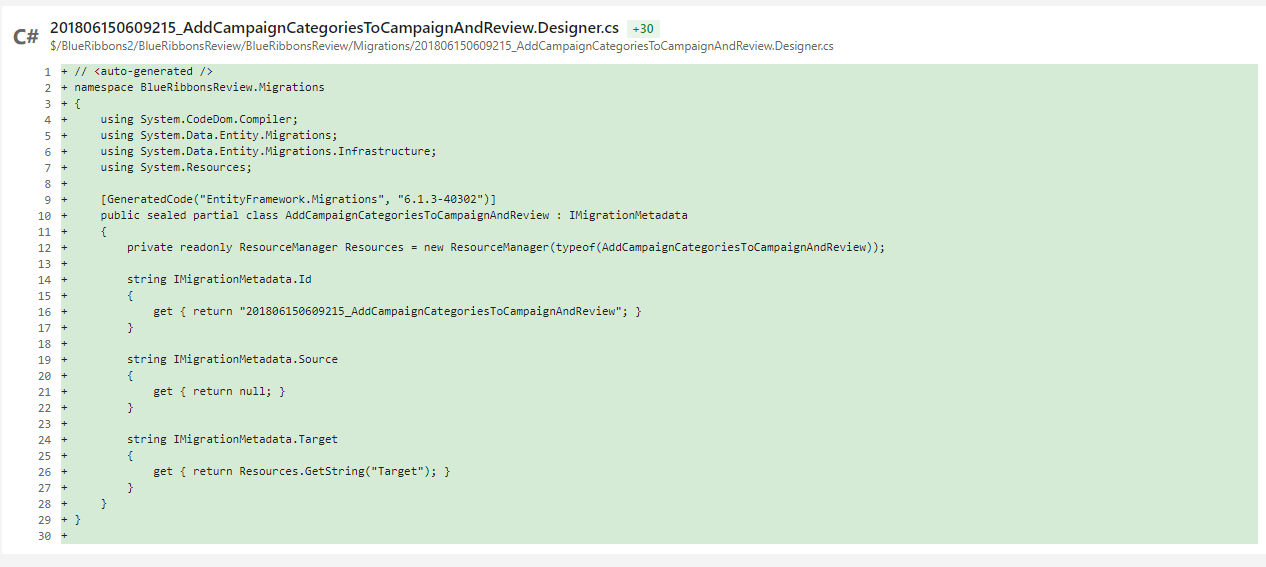 C#
201806150609215_AddCampaignCategoriesToCampaignAndReview.Designer.cs +30
$/BlueRibbons2/BlueRibbonsReview/BlueRibbonsReview/Migrations/201806150609215_AddCampaignCategoriesToCampaignAndReview.Designer.cs
1 + // <auto-generated />
2 + namespace BlueRibbonsReview.Migrations
3 + {
4 +     using System.CodeDom.Compiler;
5 +     using System.Data.Entity.Migrations;
6 +     using System.Data.Entity.Migrations.Infrastructure;
7 +     using System.Resources;
8 +
9 +     [GeneratedCode("EntityFramework.Migrations", "6.1.3-40302")]
10 +     public sealed partial class AddCampaignCategoriesToCampaignAndReview : IMigrationMetadata
11 +     {
12 +         private readonly ResourceManager Resources = new ResourceManager(typeof(AddCampaignCategoriesToCampaignAndReview));
13 +
14 +         string IMigrationMetadata.Id
15 +         {
16 +             get { return "201806150609215_AddCampaignCategoriesToCampaignAndReview"; }
17 +         }
18 +
19 +         string IMigrationMetadata.Source
20 +         {
21 +             get { return null; }
22 +         }
23 +
24 +         string IMigrationMetadata.Target
25 +         {
26 +             get { return Resources.GetString("Target"); }
27 +         }
28 +     }
29 + }
30 +